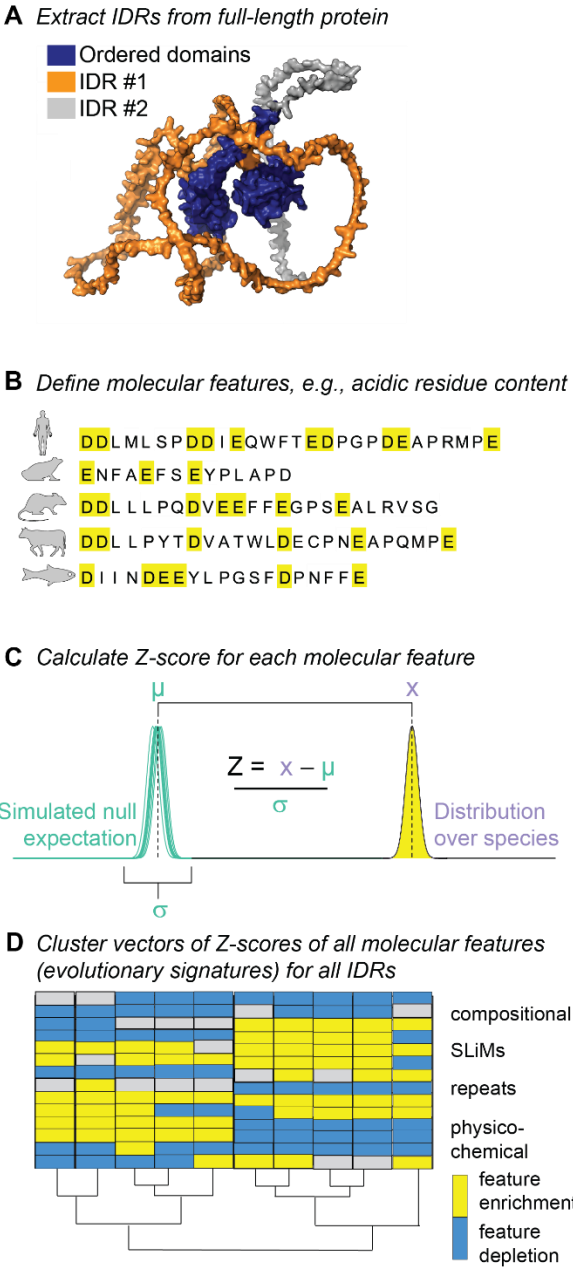 A Extract IDRs from full-length protein
Ordered domains
IDR #1
IDR #2
B Define molecular features, e.g., acidic residue content
DDLMLSPDDIEQWFTEDPGPDEAPRMPE
ENFAEFSEYPLAPD
DDLLLPQDVEEFFEGPSEALRVSG
DDLLPYTDVATWLDECPNEAPQMPE
DIINDEEYLPGSFDPNFFE
C Calculate Z-score for each molecular feature
μ
x
Z = x – μ
σ
Simulated null
expectation
Distribution
over species
σ
D Cluster vectors of Z-scores of all molecular features
(evolutionary signatures) for all IDRs
compositional
SLiMs
repeats
physico-
chemical
feature
enrichment
feature
depletion